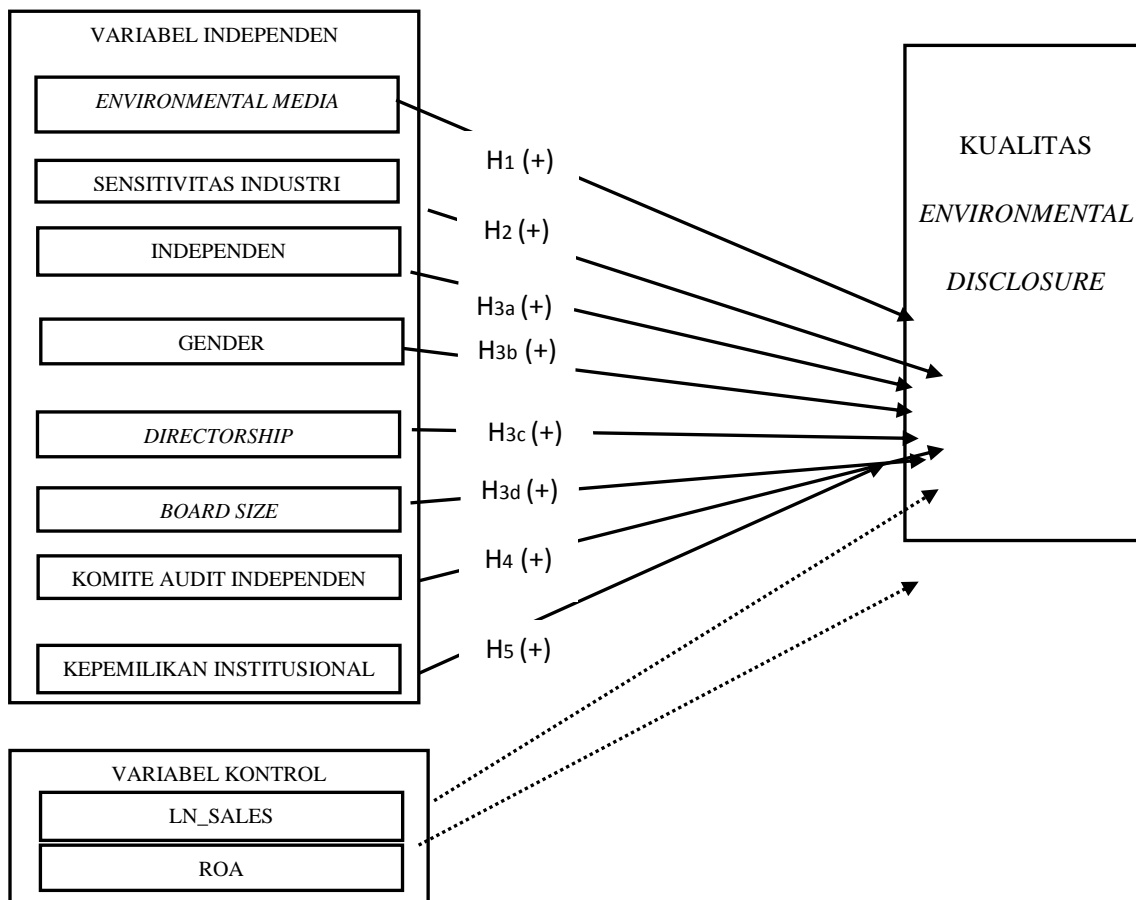 VARIABEL INDEPENDEN
ENVIRONMENTAL MEDIA
SENSITIVITAS INDUSTRI
INDEPENDEN
GENDER
DIRECTORSHIP
BOARD SIZE
KOMITE AUDIT INDEPENDEN
KEPEMILIKAN INSTITUSIONAL
H1 (+)
H2 (+)
H3a (+)
H3b (+)
H3c (+)
H3d (+)
H4 (+)
H5 (+)
KUALITAS
ENVIRONMENTAL
DISCLOSURE
VARIABEL KONTROL
LN_SALES
ROA